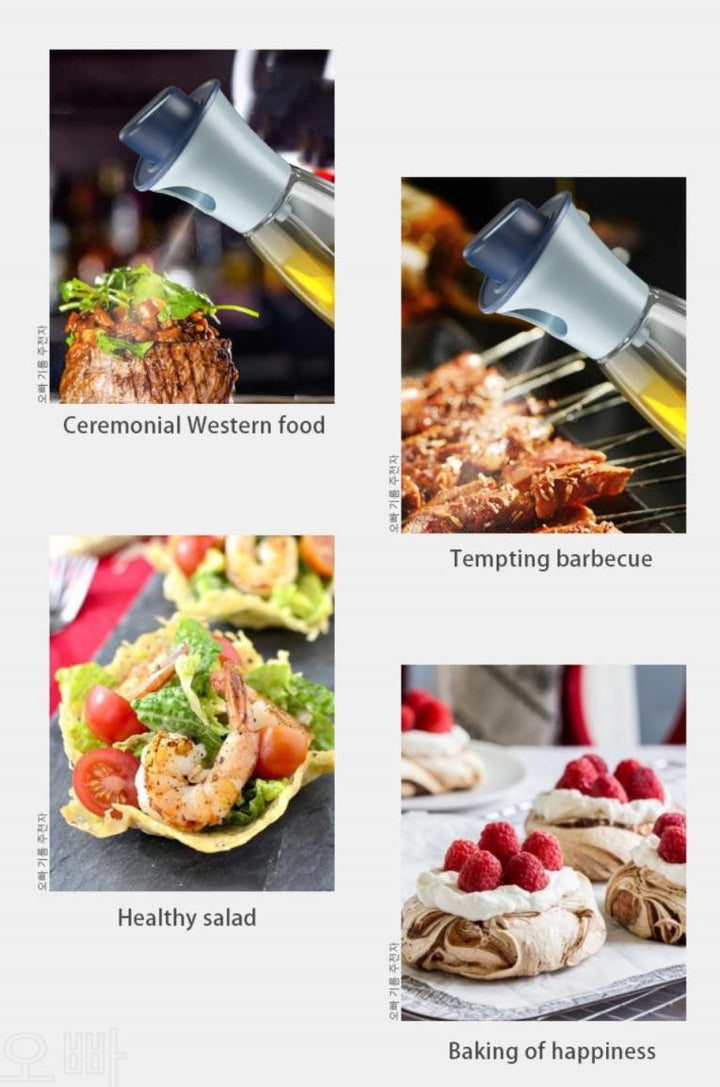 오빠 기름 주전자
Ceremonial Western food
오빠 기름 주전자
Tempting barbecue
오빠 기름 주전자
Healthy salad
오빠 기름 주전자
Baking of happiness
오빠